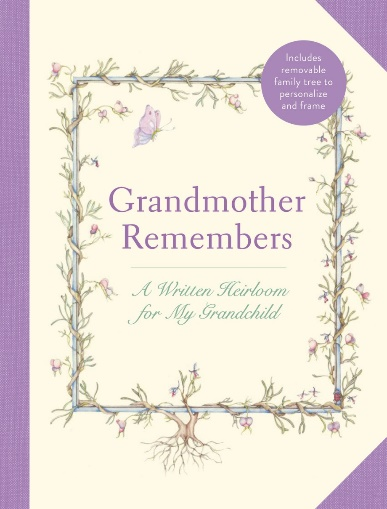 Includes
removable
family tree to
personalize
and frame
Grandmother
Remembers
A Written Heirloom
for My Grandchild